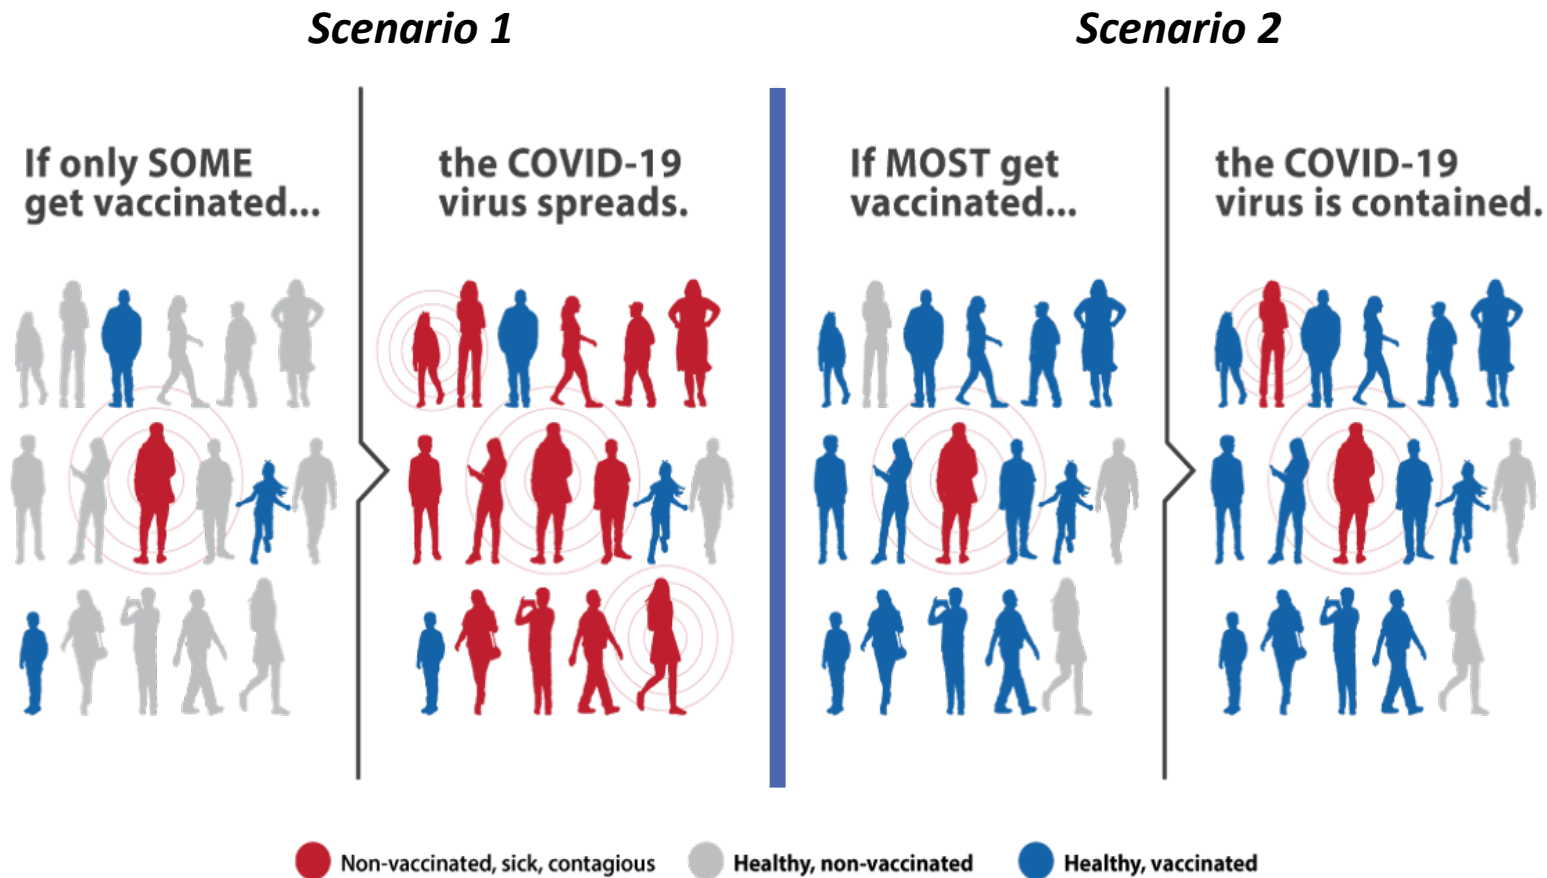 Scenario 1
Scenario 2
If only SOME
get vaccinated...
the COVID-19
virus spreads.
If MOST get
vaccinated...
the COVID-19
virus is contained.
Non-vaccinated, sick, contagious
Healthy, non-vaccinated
Healthy, vaccinated